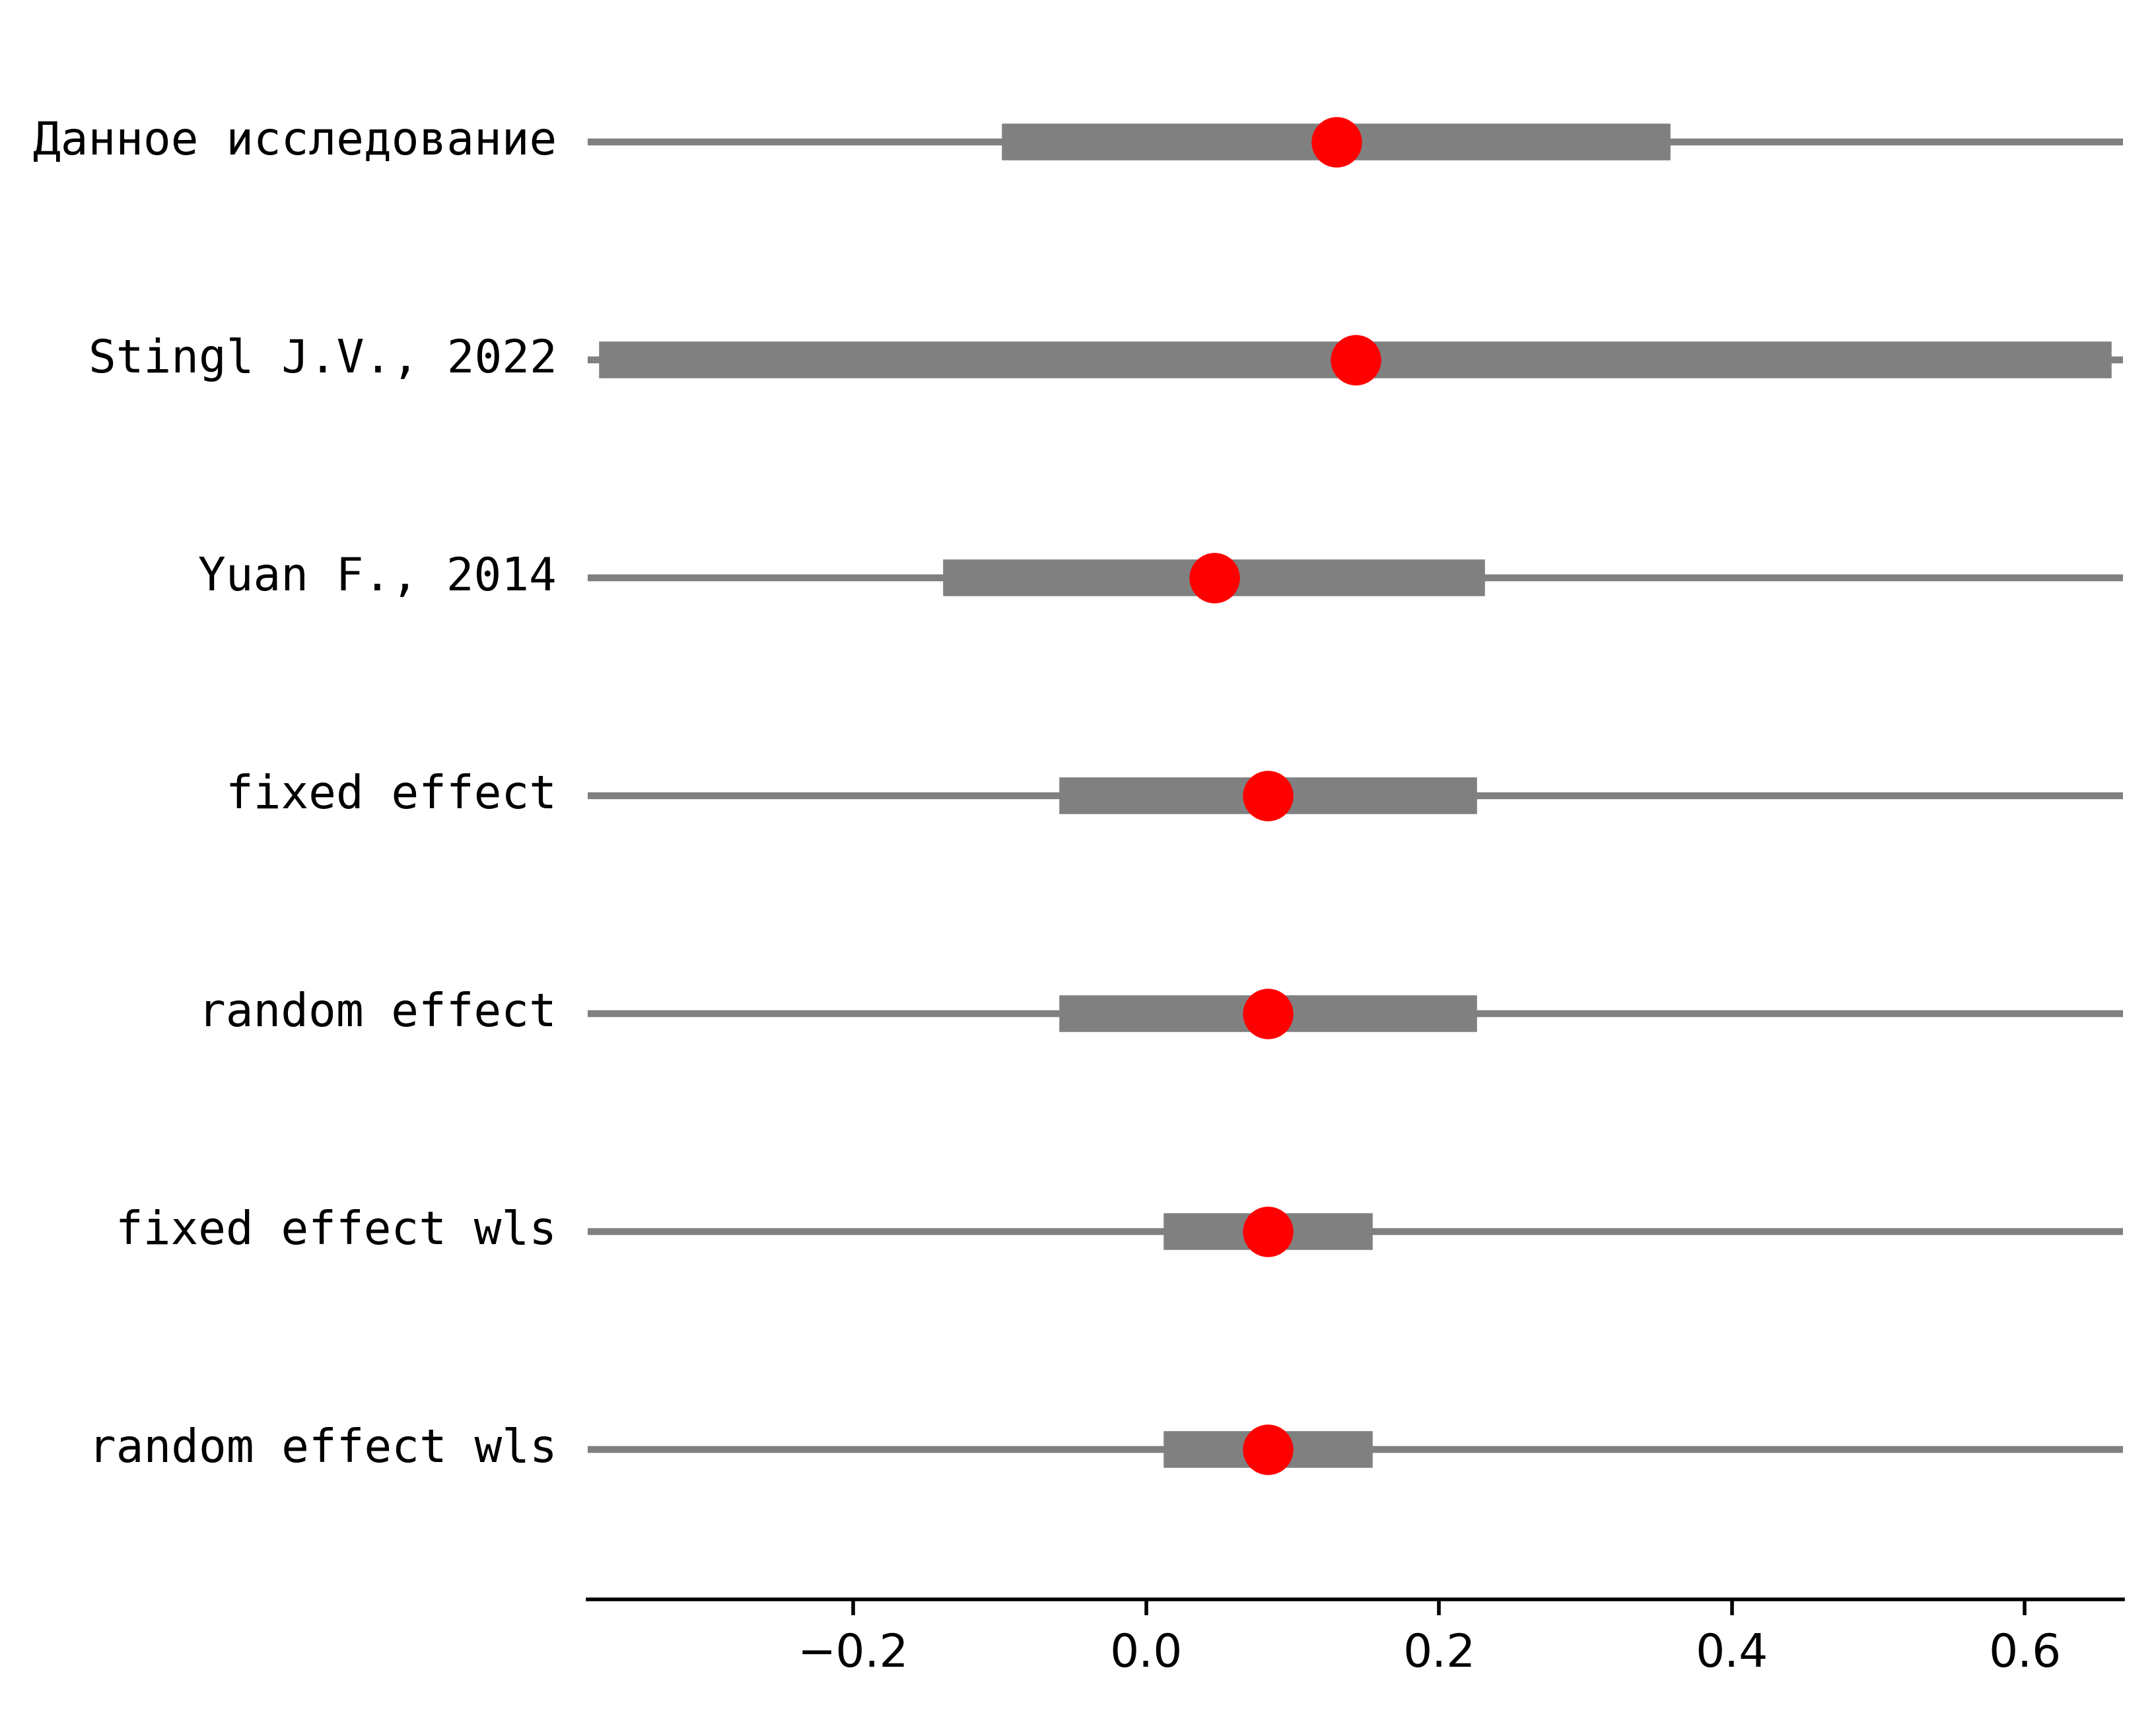 Данное исследование
Stingl J.V., 2022
Yuan F., 2014
fixed effect
random effect
fixed effect wls
random effect wls
−0.2 0.0 0.2 0.4 0.6